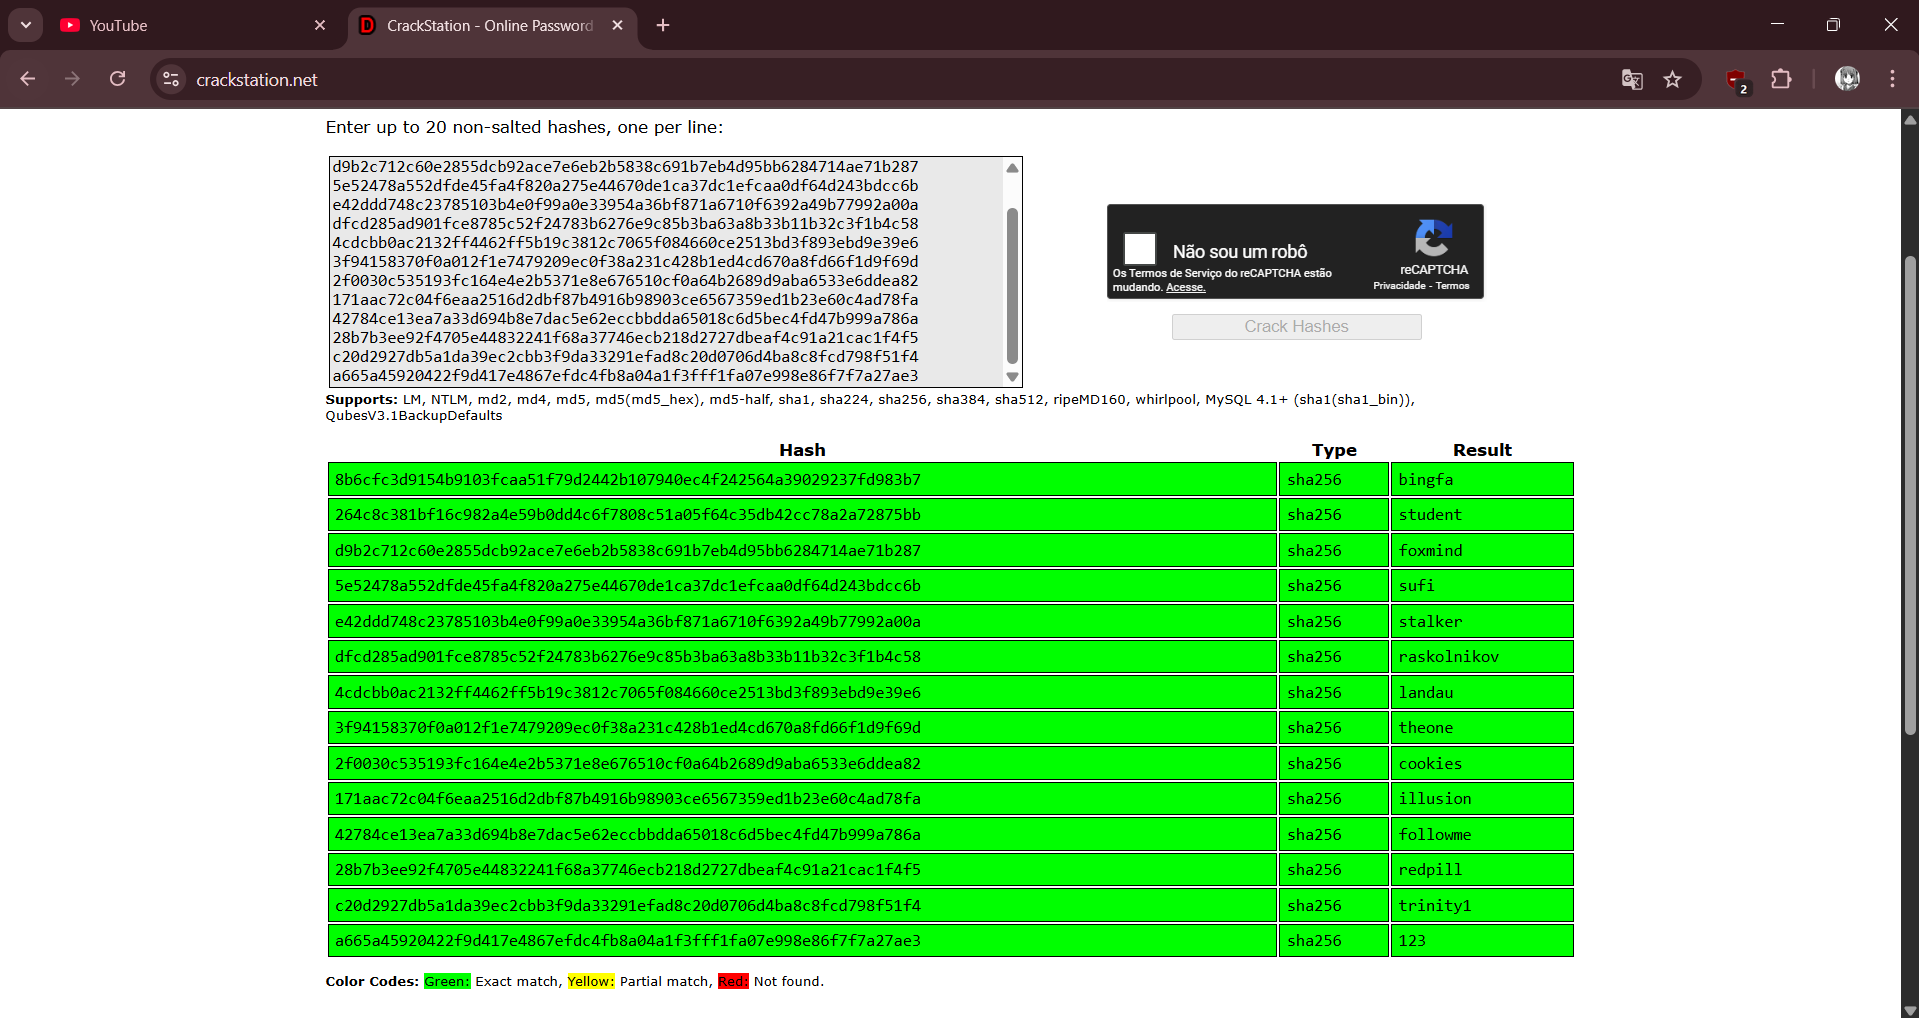 YouTube
CrackStation - Online Password
crackstation.net
2
Enter up to 20 non-salted hashes, one per line:
d9b2c712c60e2855dcb92ace7e6eb2b5838c691b7eb4d95bb6284714ae71b287
5e52478a552dfde45fa4f820a275e44670de1ca37dc1efcaa0df64d243bdcc6b
e42ddd748c23785103b4e0f99a0e33954a36bf871a6710f6392a49b77992a00a
dfcd285ad901fce8785c52f24783b6276e9c85b3ba63a8b33b11b32c3f1b4c58
4cdcbb0ac2132ff4462ff5b19c3812c7065f084660ce2513bd3f893ebd9e39e6
3f94158370f0a012f1e7479209ec0f38a231c428b1ed4cd670a8fd66f1d9f69d
2f0030c535193fc164e4e2b5371e8e676510cf0a64b2689d9aba6533e6ddea82
171aac72c04f6eaa2516d2dbf87b4916b98903ce6567359ed1b23e60c4ad78fa
42784ce13ea7a33d694b8e7dac5e62eccbbdda65018c6d5bec4fd47b999a786a
28b7b3ee92f4705e44832241f68a37746ecb218d2727dbeaf4c91a21cac1f4f5
c20d2927db5a1da39ec2cbb3f9da33291efad8c20d0706d4ba8c8fcd798f51f4
a665a45920422f9d417e4867efdc4fb8a04a1f3fff1fa07e998e86f7f7a27ae3
Não sou um robô
reCAPTCHA
Os Termos de Serviço do reCAPTCHA estão
mudando. Acesse.
Privacidade - Termos
Crack Hashes
Supports: LM, NTLM, md2, md4, md5, md5(md5_hex), md5-half, sha1, sha224, sha256, sha384, sha512, ripeMD160, whirlpool, MySQL 4.1+ (sha1(sha1_bin)),
QubesV3.1BackupDefaults
Hash Type Result
8b6cfc3d9154b9103fcaa51f79d2442b107940ec4f242564a39029237fd983b7 sha256 bingfa
264c8c381bf16c982a4e59b0dd4c6f7808c51a05f64c35db42cc78a2a72875bb sha256 student
d9b2c712c60e2855dcb92ace7e6eb2b5838c691b7eb4d95bb6284714ae71b287 sha256 foxmind
5e52478a552dfde45fa4f820a275e44670de1ca37dc1efcaa0df64d243bdcc6b sha256 sufi
e42ddd748c23785103b4e0f99a0e33954a36bf871a6710f6392a49b77992a00a sha256 stalker
dfcd285ad901fce8785c52f24783b6276e9c85b3ba63a8b33b11b32c3f1b4c58 sha256 raskolnikov
4cdcbb0ac2132ff4462ff5b19c3812c7065f084660ce2513bd3f893ebd9e39e6 sha256 landau
3f94158370f0a012f1e7479209ec0f38a231c428b1ed4cd670a8fd66f1d9f69d sha256 theone
2f0030c535193fc164e4e2b5371e8e676510cf0a64b2689d9aba6533e6ddea82 sha256 cookies
171aac72c04f6eaa2516d2dbf87b4916b98903ce6567359ed1b23e60c4ad78fa sha256 illusion
42784ce13ea7a33d694b8e7dac5e62eccbbdda65018c6d5bec4fd47b999a786a sha256 followme
28b7b3ee92f4705e44832241f68a37746ecb218d2727dbeaf4c91a21cac1f4f5 sha256 redpill
c20d2927db5a1da39ec2cbb3f9da33291efad8c20d0706d4ba8c8fcd798f51f4 sha256 trinity1
a665a45920422f9d417e4867efdc4fb8a04a1f3fff1fa07e998e86f7f7a27ae3 sha256 123
Color Codes: Green: Exact match, Yellow: Partial match, Red: Not found.